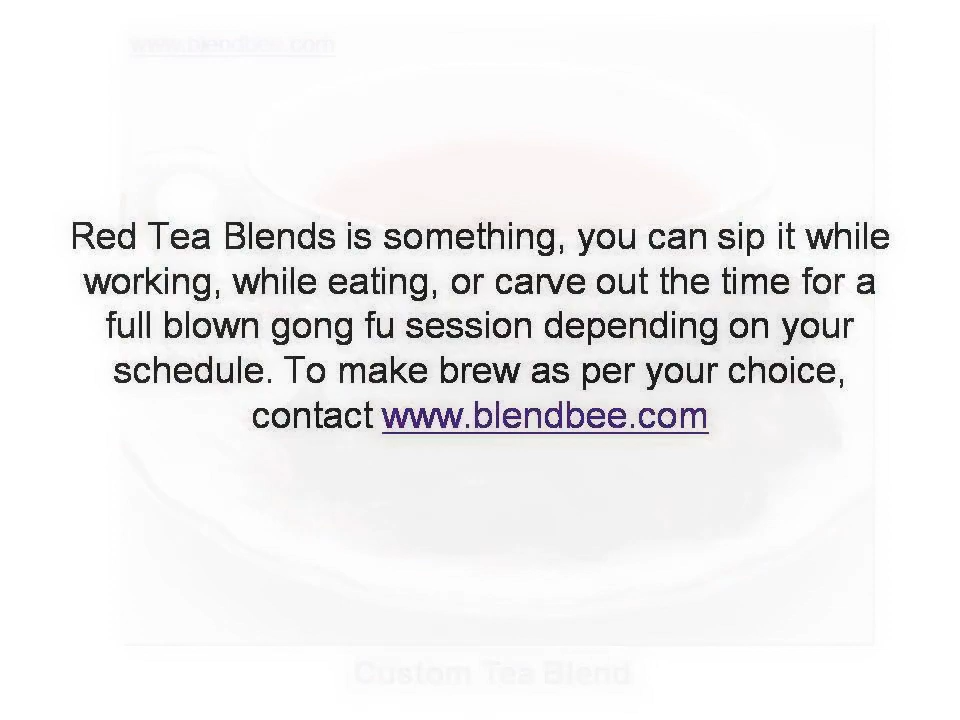 www.blendbee.com
Red Tea Blends is something, you can sip it while
working, while eating, or carve out the time for a
full blown gong fu session depending on your
schedule. To make brew as per your choice,
contact www.blendbee.com
Custom Tea Blend